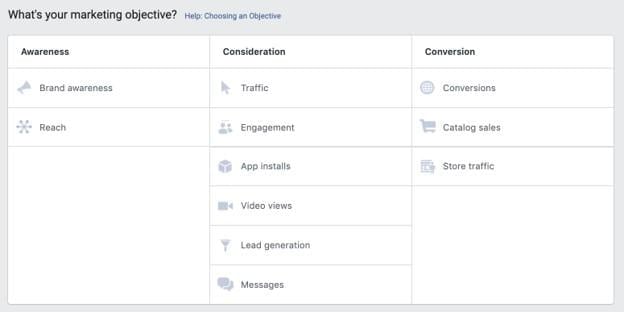 What's your marketing objective? Help: Choosing an Objective
Awareness Consideration Conversion
Brand awareness Traffic Conversions
Reach Engagement Catalog sales
App installs Store traffic
Video views
Lead generation
Messages